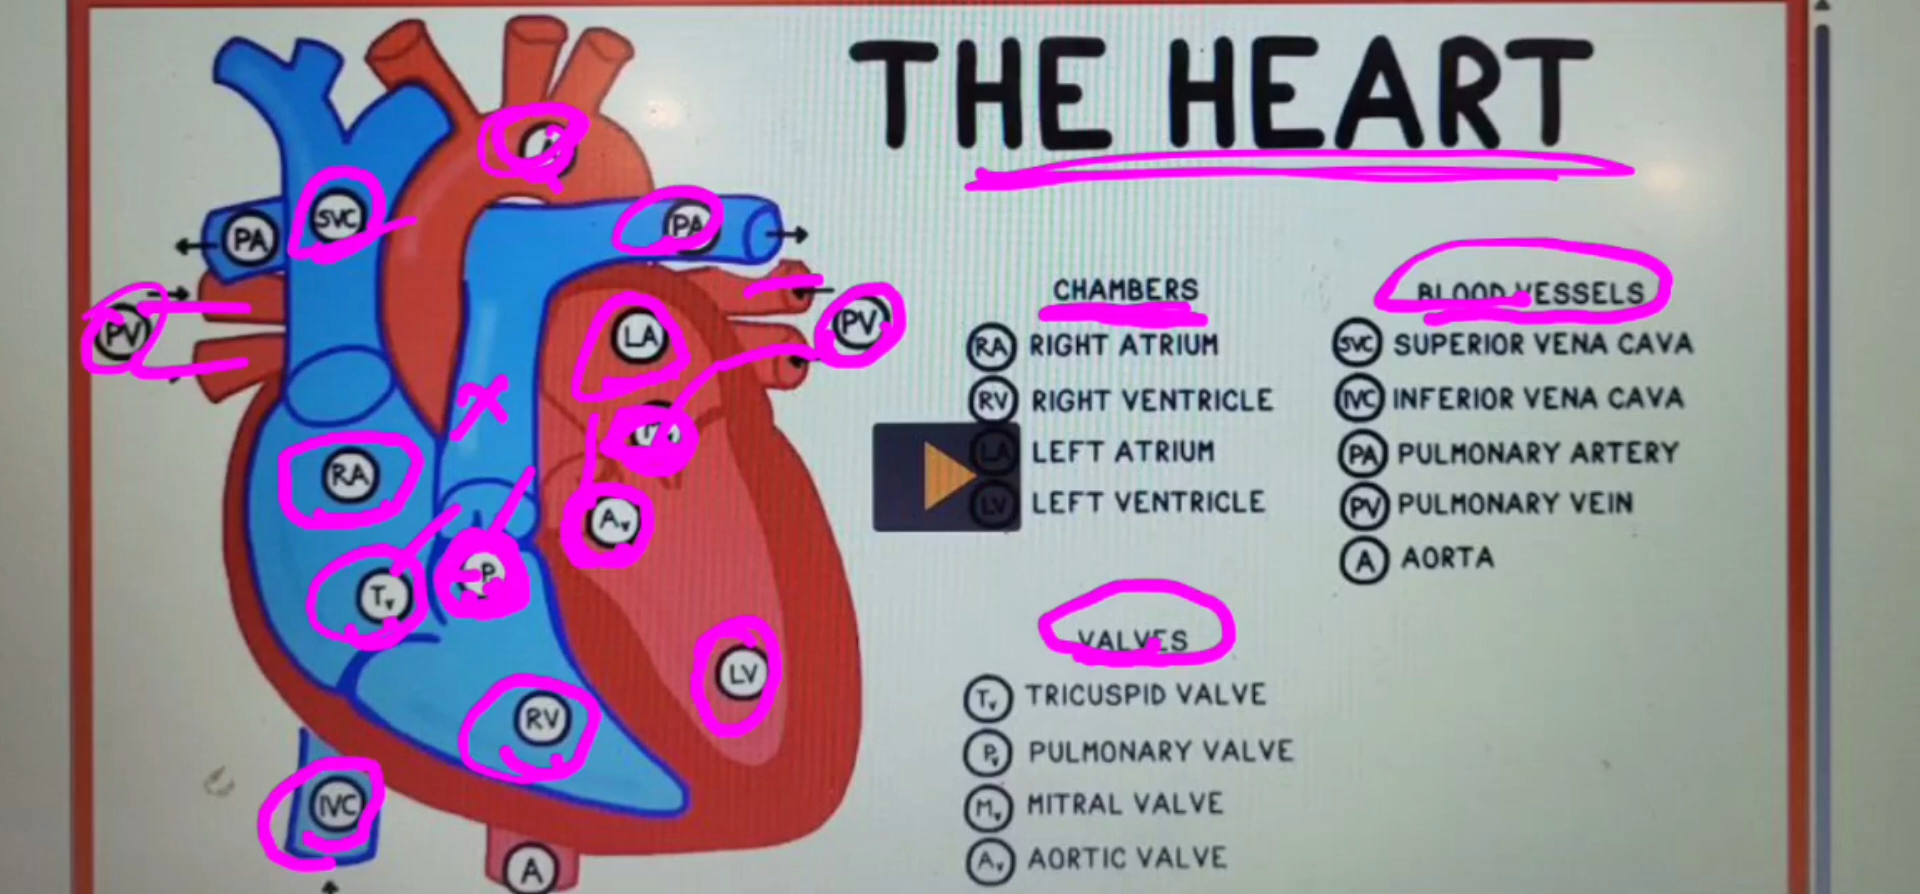 THE HEART
A
SVC
PA
PA
PV
PV
LA
RA
Av
Tv
P
LV
RV
IVC
A
CHAMBERS
RA RIGHT ATRIUM
RV RIGHT VENTRICLE
LA LEFT ATRIUM
LV LEFT VENTRICLE
BLOOD VESSELS
SVC SUPERIOR VENA CAVA
IVC INFERIOR VENA CAVA
PA PULMONARY ARTERY
PV PULMONARY VEIN
A AORTA
VALVES
Tv TRICUSPID VALVE
Pv PULMONARY VALVE
Mv MITRAL VALVE
Av AORTIC VALVE